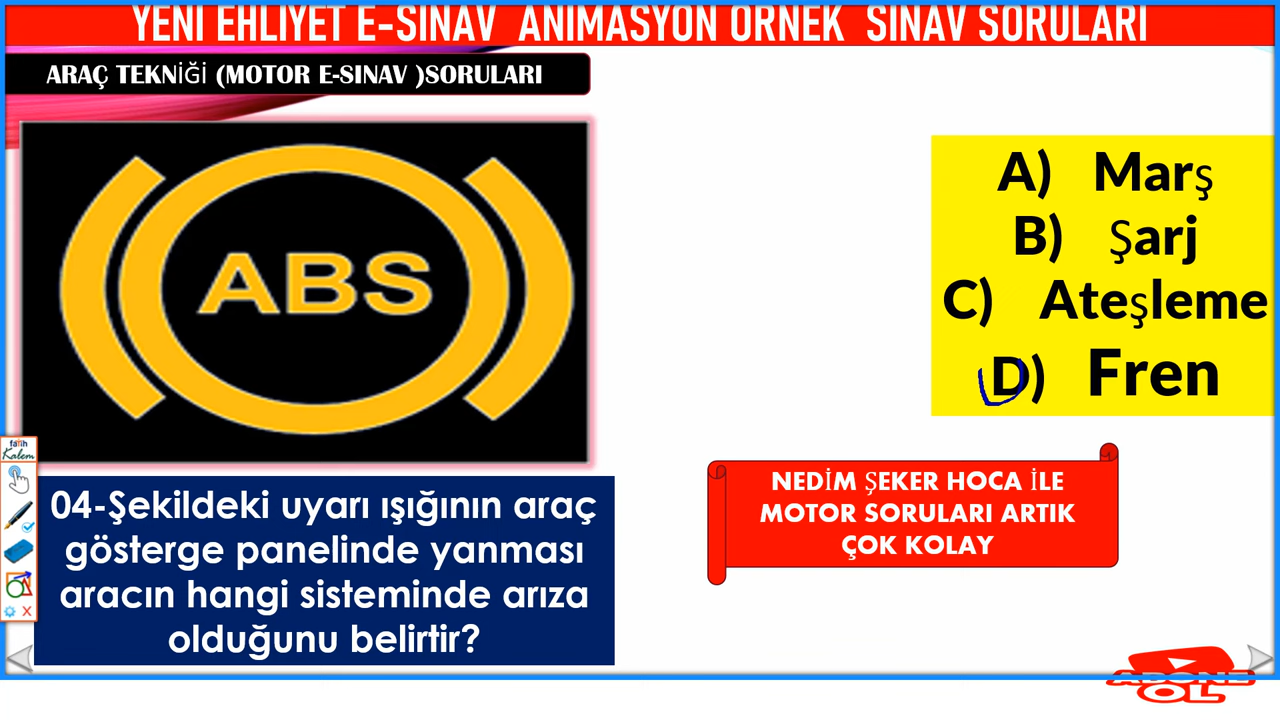 YENİ EHLİYET E-SINAV ANİMASYON ÖRNEK SINAV SORULARI
ARAÇ TEKNİĞİ (MOTOR E-SINAV )SORULARI
ABS
A) Marş
B) Şarj
C) Ateşleme
D) Fren
fatih
Kalem
04-Şekildeki uyarı ışığının araç
gösterge panelinde yanması
aracın hangi sisteminde arıza
olduğunu belirtir?
NEDİM ŞEKER HOCA İLE
MOTOR SORULARI ARTIK
ÇOK KOLAY
ABONE
OL